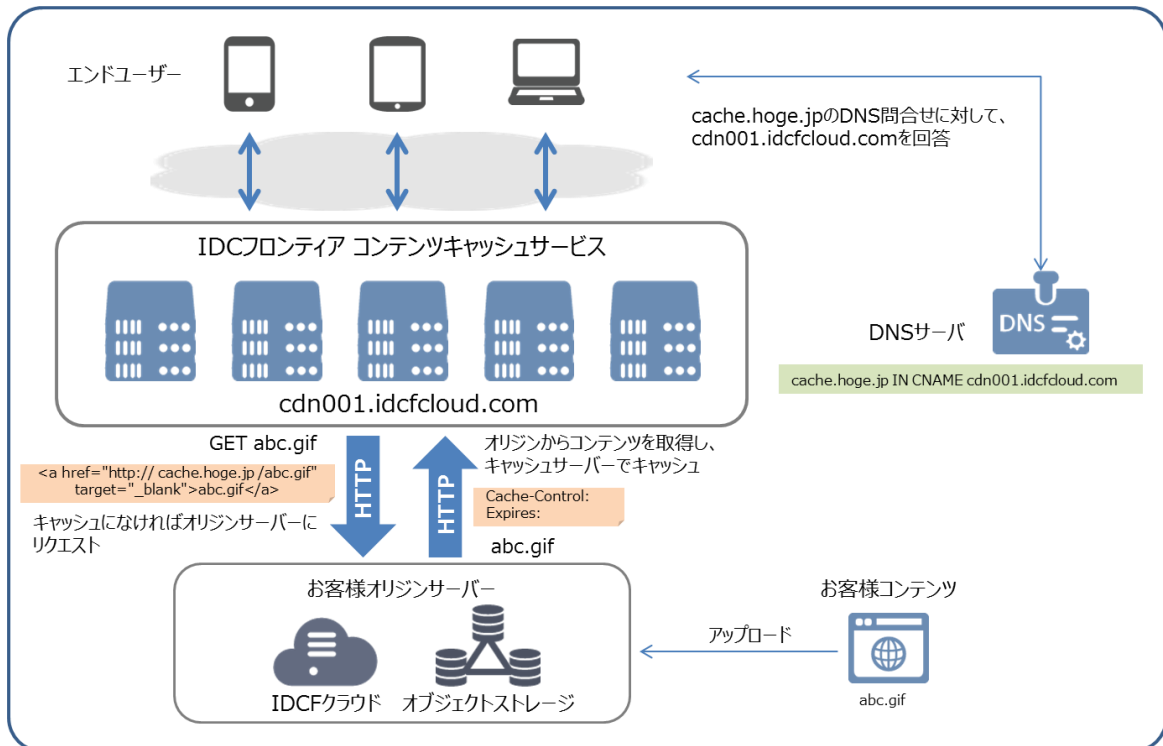 エンドユーザー
cache.hoge.jpのDNS問合せに対して、
cdn001.idcfcloud.comを回答
IDCフロンティア コンテンツキャッシュサービス
cdn001.idcfcloud.com
DNS
DNSサーバ
cache.hoge.jp IN CNAME cdn001.idcfcloud.com
GET abc.gif
<a href="http:// cache.hoge.jp /abc.gif"
target="_blank">abc.gif</a>
キャッシュになければオリジンサーバーに
リクエスト
HTTP
HTTP
オリジンからコンテンツを取得し、
キャッシュサーバーでキャッシュ
Cache-Control:
Expires:
abc.gif
お客様オリジンサーバー
IDCFクラウド
オブジェクトストレージ
アップロード
お客様コンテンツ
abc.gif